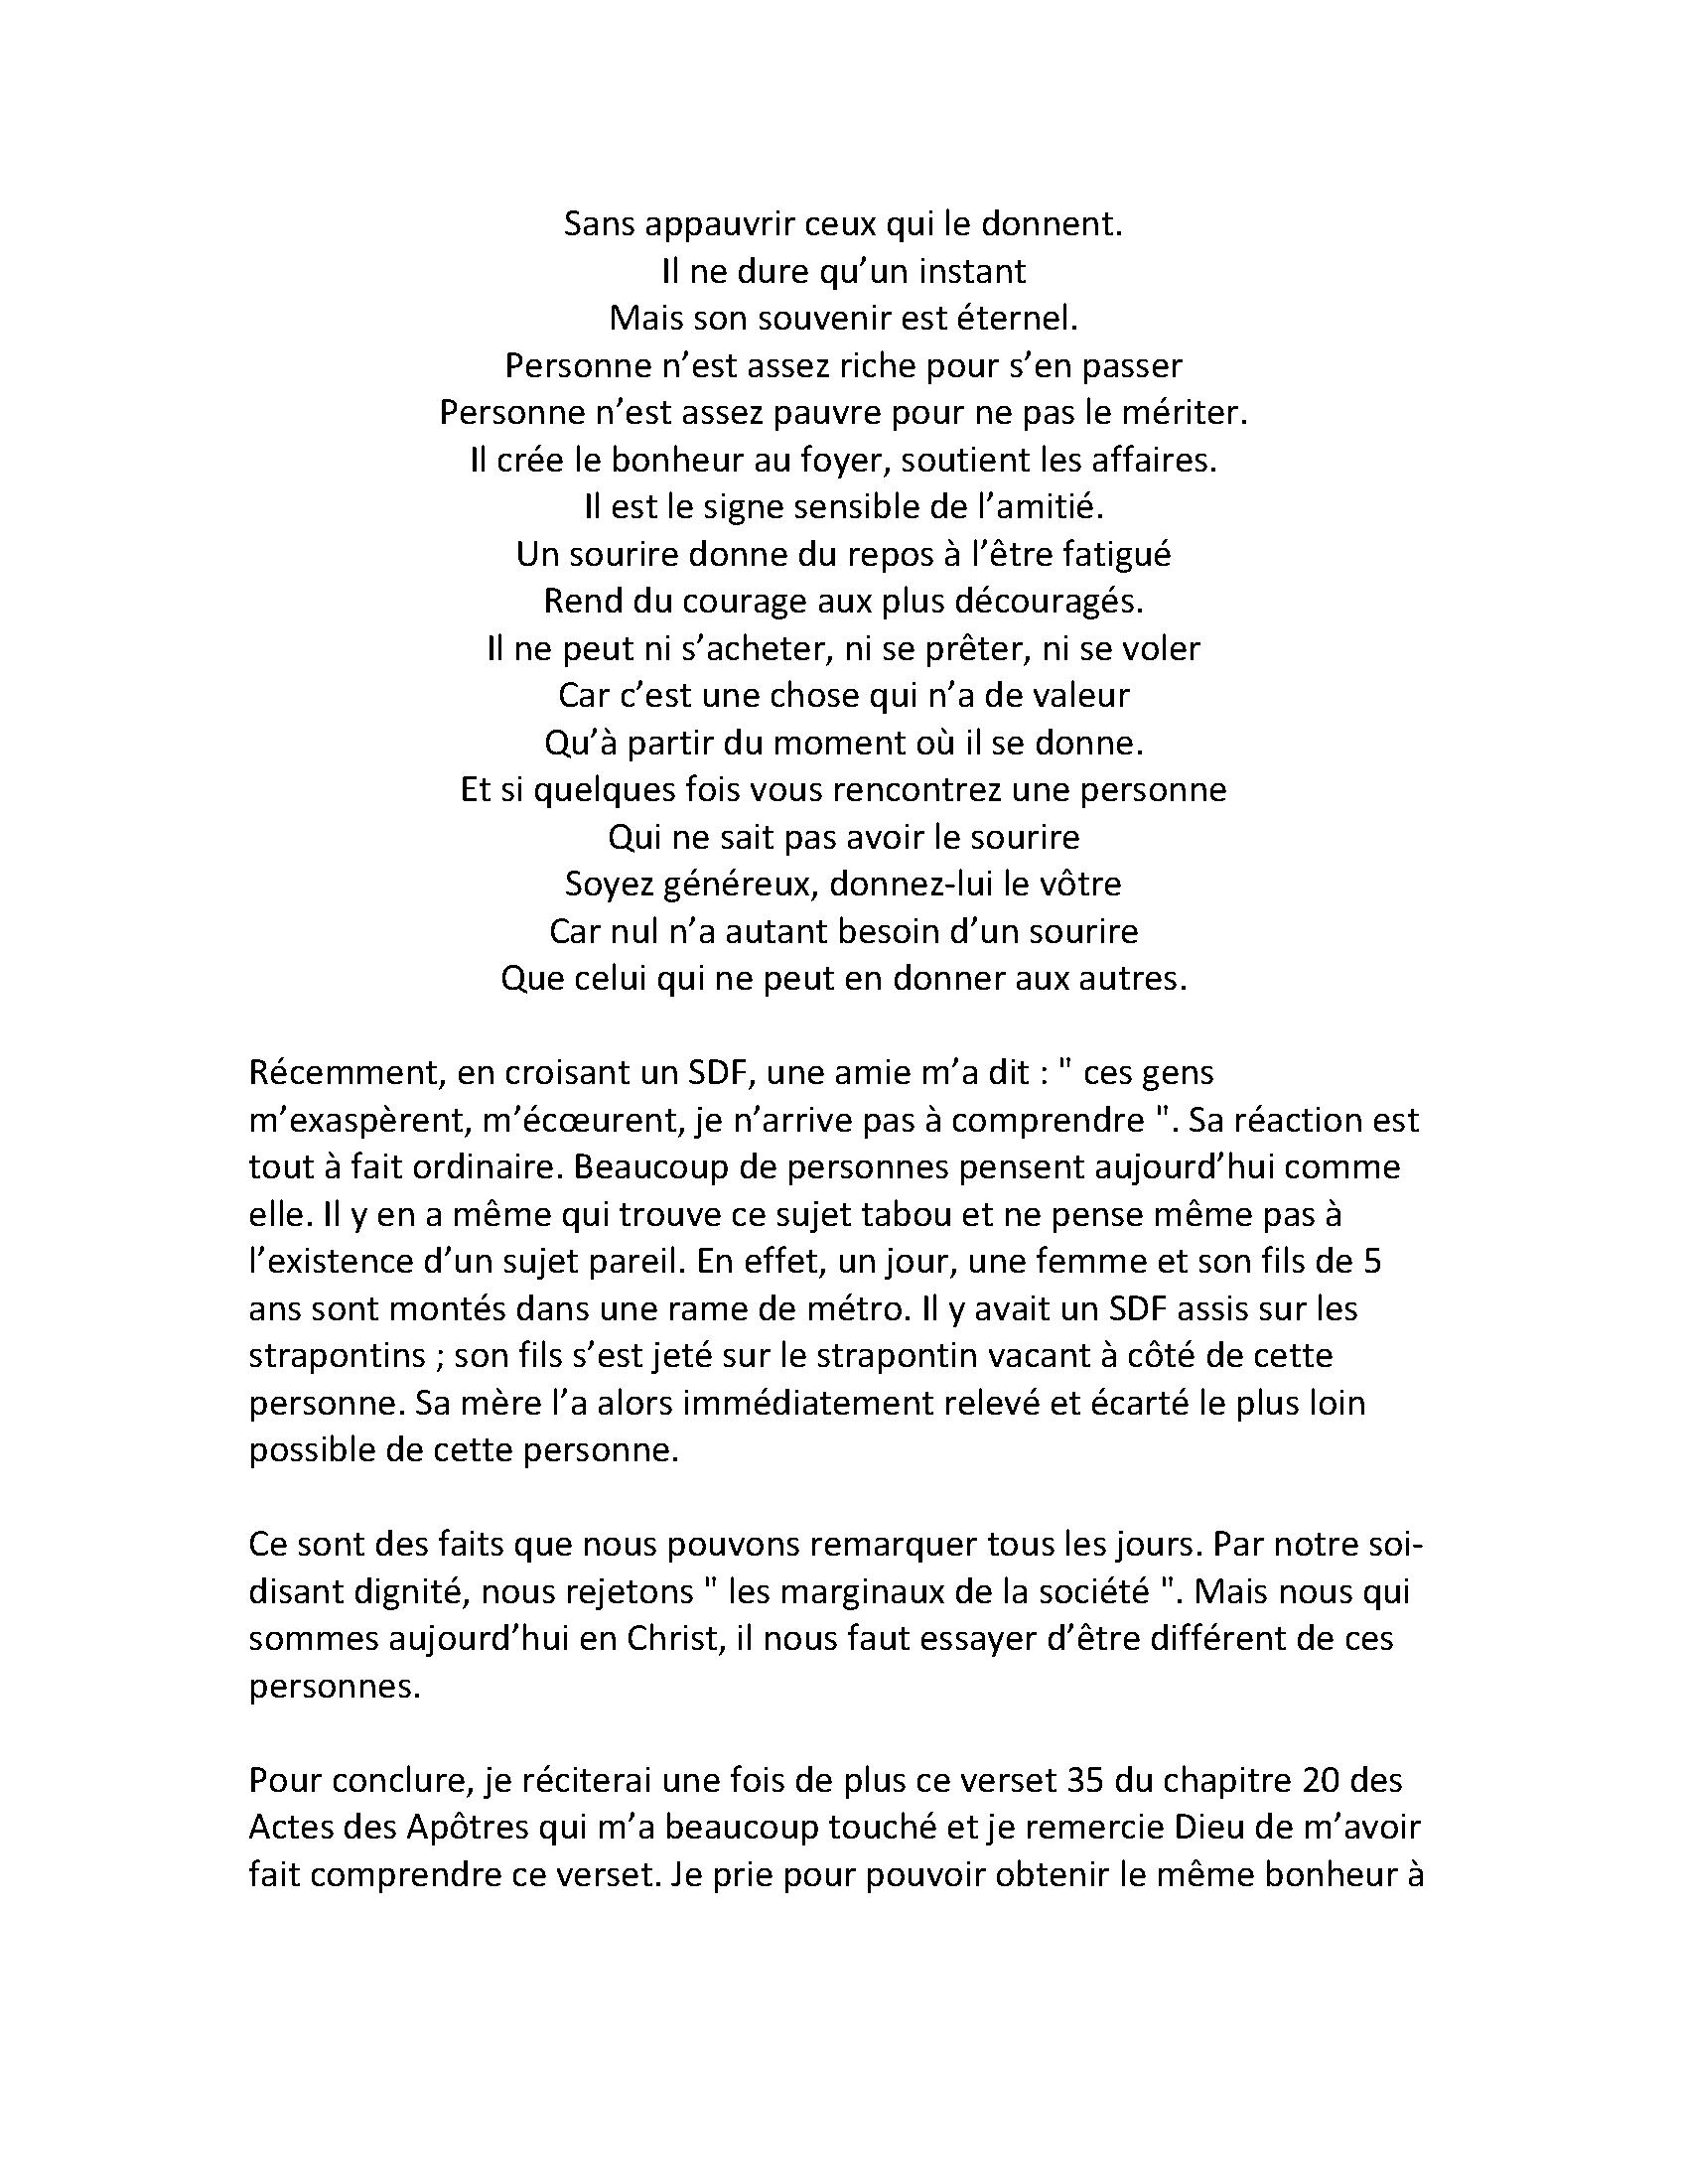 Sans appauvrir ceux qui le donnent.
Il ne dure qu’un instant
Mais son souvenir est éternel.
Personne n’est assez riche pour s’en passer
Personne n’est assez pauvre pour ne pas le mériter.
Il crée le bonheur au foyer, soutient les affaires.
Il est le signe sensible de l’amitié.
Un sourire donne du repos à l’être fatigué
Rend du courage aux plus découragés.
Il ne peut ni s’acheter, ni se prêter, ni se voler
Car c’est une chose qui n’a de valeur
Qu’à partir du moment où il se donne.
Et si quelques fois vous rencontrez une personne
Qui ne sait pas avoir le sourire
Soyez généreux, donnez-lui le vôtre
Car nul n’a autant besoin d’un sourire
Que celui qui ne peut en donner aux autres.
Récemment, en croisant un SDF, une amie m’a dit : " ces gens
m’exaspèrent, m’écœurent, je n’arrive pas à comprendre ". Sa réaction est
tout à fait ordinaire. Beaucoup de personnes pensent aujourd’hui comme
elle. Il y en a même qui trouve ce sujet tabou et ne pense même pas à
l’existence d’un sujet pareil. En effet, un jour, une femme et son fils de 5
ans sont montés dans une rame de métro. Il y avait un SDF assis sur les
strapontins ; son fils s’est jeté sur le strapontin vacant à côté de cette
personne. Sa mère l’a alors immédiatement relevé et écarté le plus loin
possible de cette personne.
Ce sont des faits que nous pouvons remarquer tous les jours. Par notre soi-
disant dignité, nous rejetons " les marginaux de la société ". Mais nous qui
sommes aujourd’hui en Christ, il nous faut essayer d’être différent de ces
personnes.
Pour conclure, je réciterai une fois de plus ce verset 35 du chapitre 20 des
Actes des Apôtres qui m’a beaucoup touché et je remercie Dieu de m’avoir
fait comprendre ce verset. Je prie pour pouvoir obtenir le même bonheur à